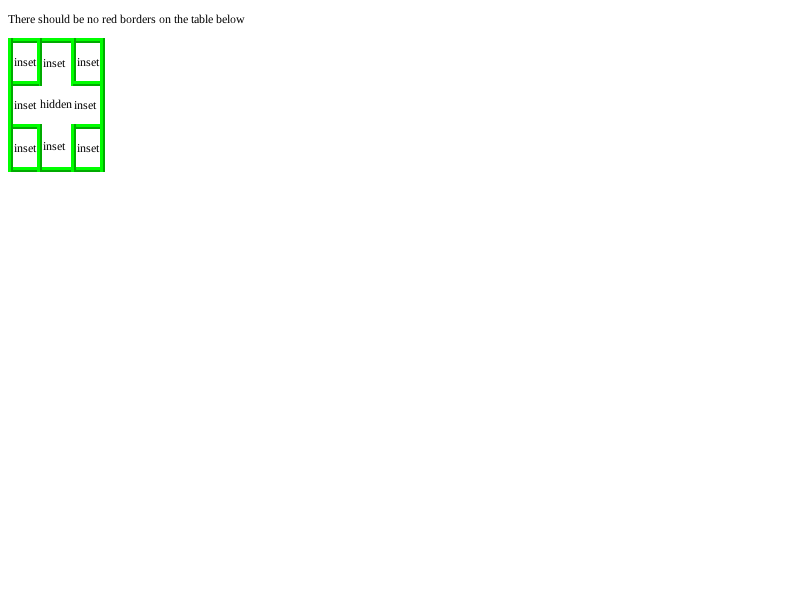 There should be no red borders on the table below
inset inset inset
inset hidden inset
inset inset inset